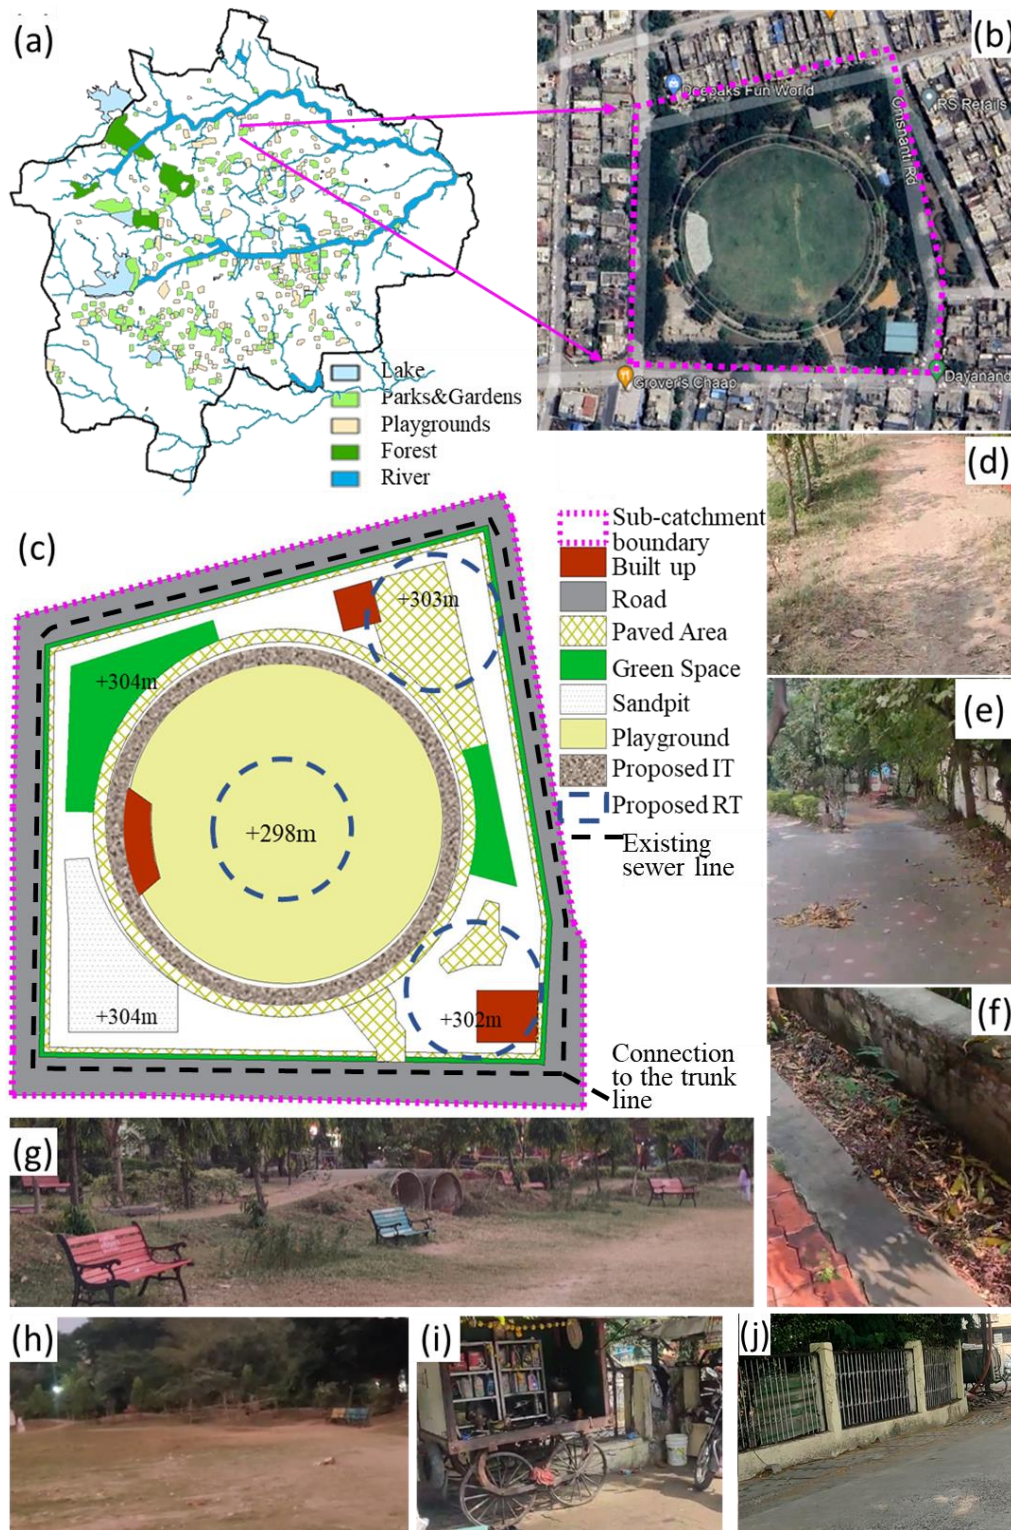 (a)
Lake
Parks&Gardens
Playgrounds
Forest
River
(b)
Deepaks Fun World
RS Retails
Grover's Chaap
Dayanand
(c)
+303m
+304m
+298m
+304m
+302m
Sub-catchment
boundary
Built up
Road
Paved Area
Green Space
Sandpit
Playground
Proposed IT
Proposed RT
Existing
sewer line
Connection
to the trunk
line
(d)
(e)
(f)
(g)
(h)
(i)
(j)